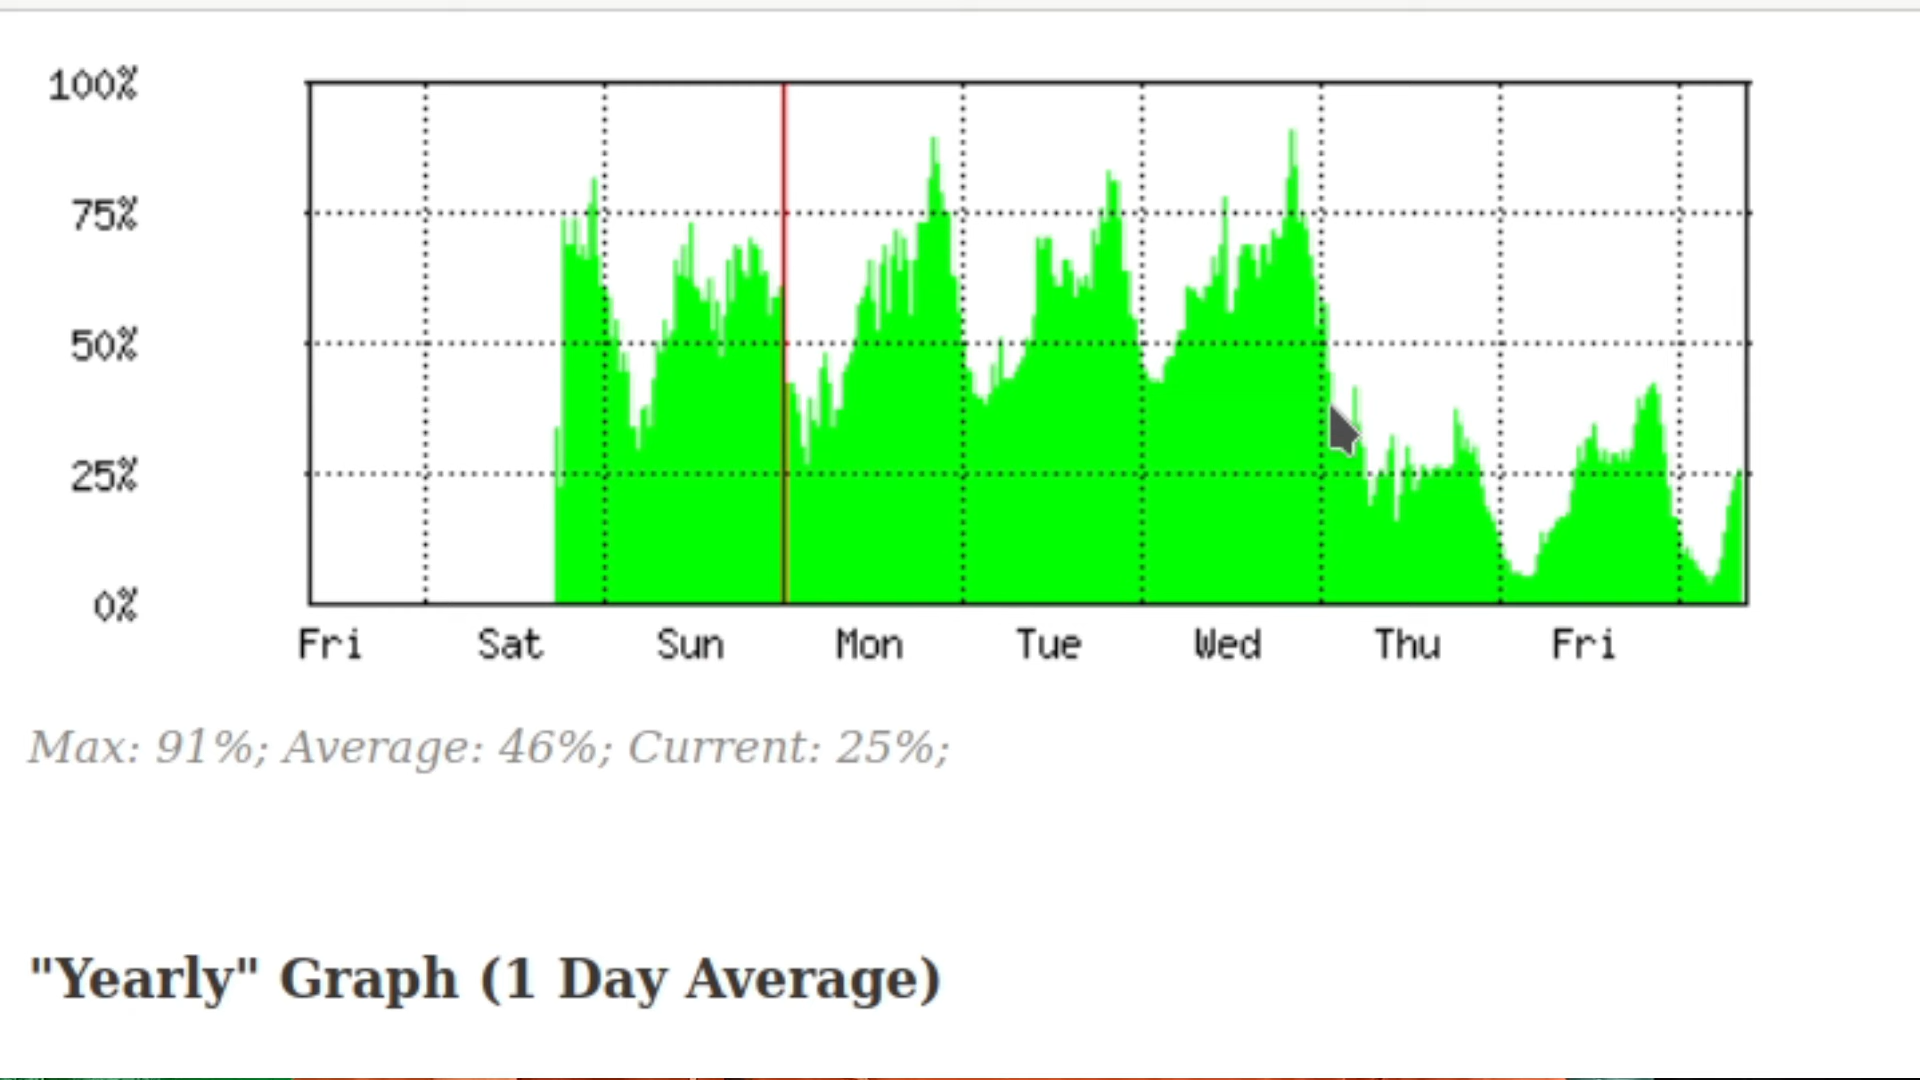 100%
75%
50%
25%
0%
Fri Sat Sun Mon Tue Wed Thu Fri
Max: 91%; Average: 46%; Current: 25%;
"Yearly" Graph (1 Day Average)